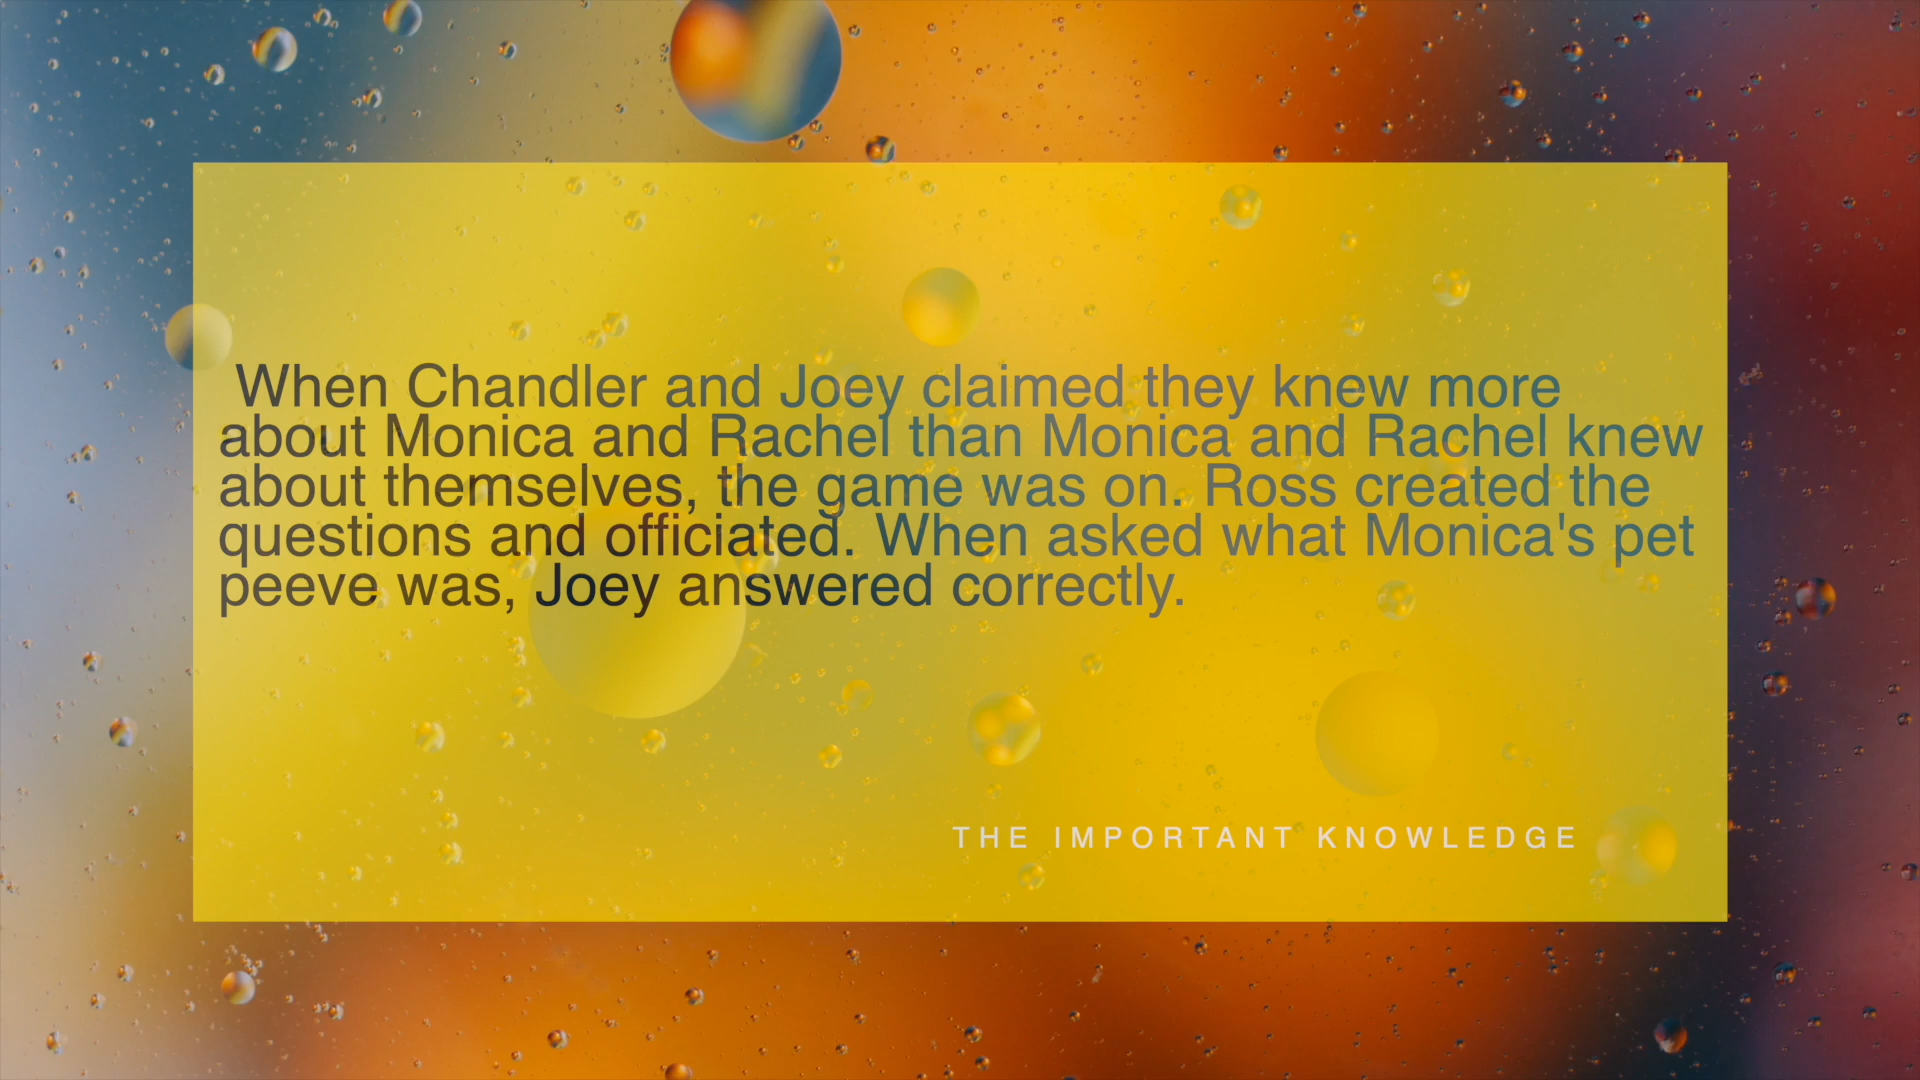 When Chandler and Joey claimed they knew more
about Monica and Rachel than Monica and Rachel knew
about themselves, the game was on. Ross created the
questions and officiated. When asked what Monica's pet
peeve was, Joey answered correctly.
THE IMPORTANT KNOWLEDGE